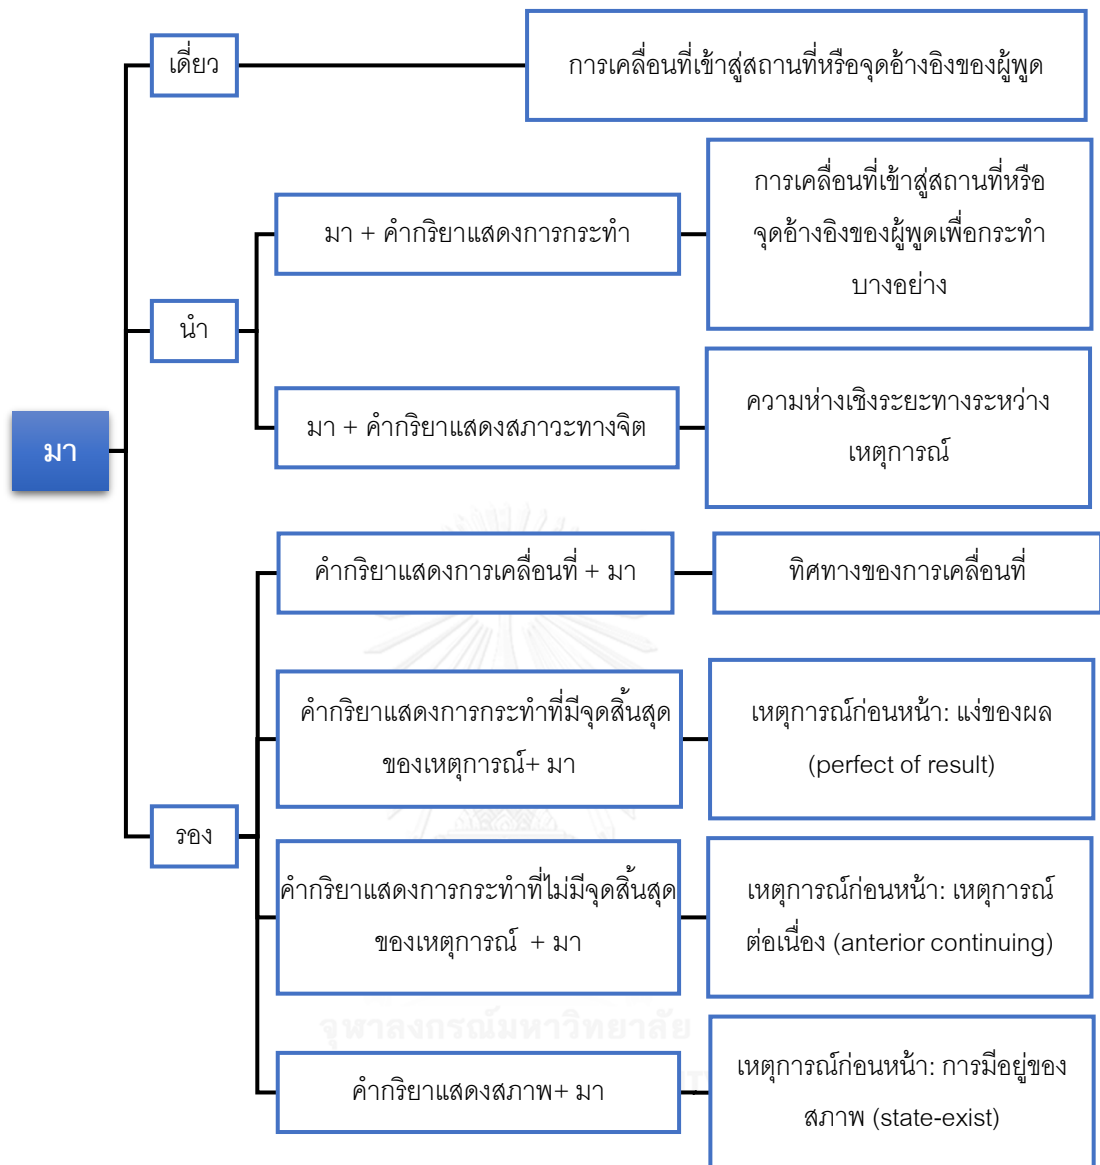 เดี่ยว
การเคลื่อนที่เข้าสู่สถานที่หรือจุดอ้างอิงของผู้พูด
มา + คำกริยาแสดงการกระทำ
การเคลื่อนที่เข้าสู่สถานที่หรือ
จุดอ้างอิงของผู้พูดเพื่อกระทำ
บางอย่าง
นำ
มา + คำกริยาแสดงสภาวะทางจิต
ความห่างเชิงระยะทางระหว่าง
เหตุการณ์
มา
คำกริยาแสดงการเคลื่อนที่ + มา
ทิศทางของการเคลื่อนที่
คำกริยาแสดงการกระทำที่มีจุดสิ้นสุด
ของเหตุการณ์+ มา
เหตุการณ์ก่อนหน้า: แง่ของผล
(perfect of result)
รอง
คำกริยาแสดงการกระทำที่ไม่มีจุดสิ้นสุด
ของเหตุการณ์ + มา
เหตุการณ์ก่อนหน้า: เหตุการณ์
ต่อเนื่อง (anterior continuing)
จุฬาลงกรณ์มหาวิทยาลัย
คำกริยาแสดงสภาพ+ มา
เหตุการณ์ก่อนหน้า: การมีอยู่ของ
สภาพ (state-exist)